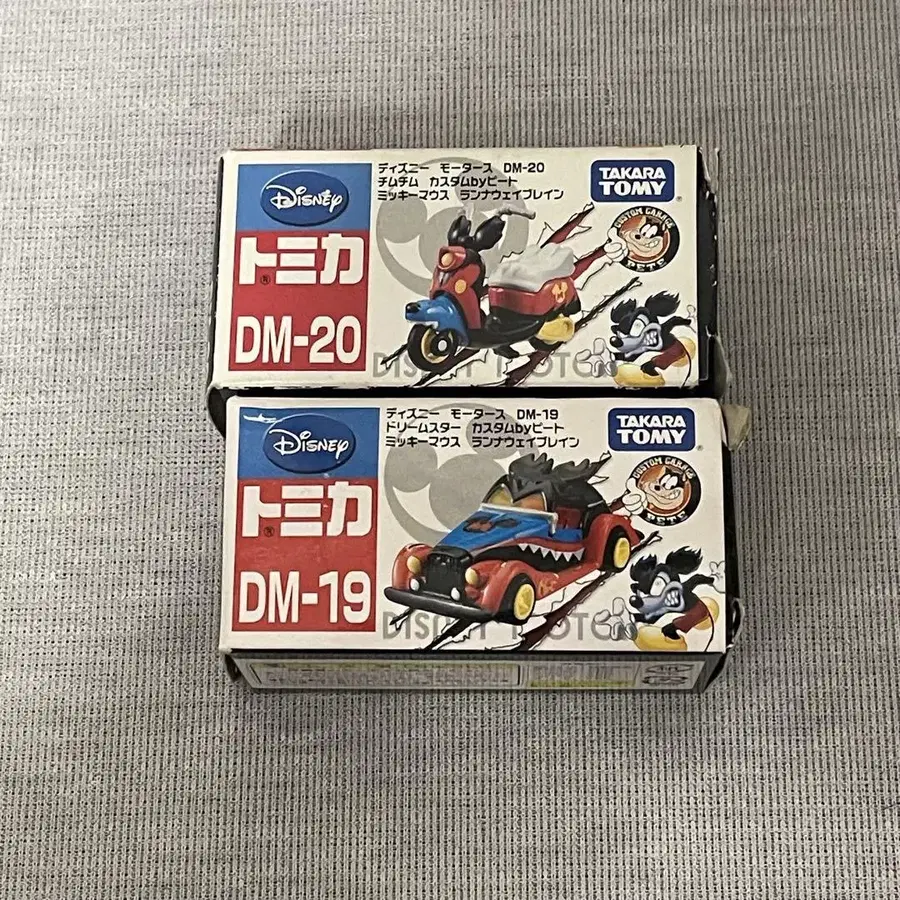 ディズニー モータース DM-20
チムチム カスタムbyピート
ミッキーマウス ランナウェイブレイン
Disney
トミカ
DM-20
TAKARA
TOMY
CUSTOM GARAGE
PETE
ディズニー モータース DM-19
ドリームスター カスタムbyピート
ミッキーマウス ランナウェイブレイン
Disney
トミカ
DM-19
TAKARA
TOMY
CUSTOM GARAGE
PETE